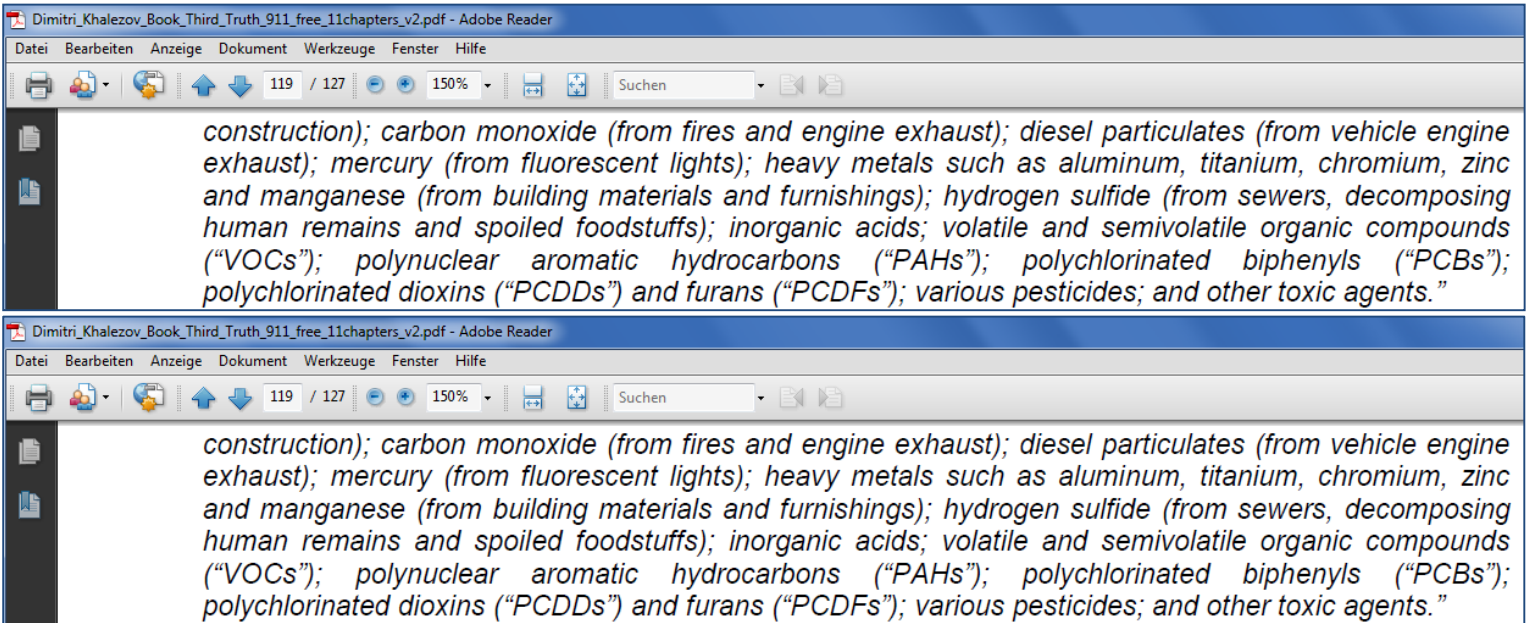 Dimitri_Khalezov_Book_Third_Truth_911_free_11chapters_v2.pdf - Adobe Reader
Datei Bearbeiten Anzeige Dokument Werkzeuge Fenster Hilfe
119 / 127 150% Suchen
construction); carbon monoxide (from fires and engine exhaust); diesel particulates (from vehicle engine
exhaust); mercury (from fluorescent lights); heavy metals such as aluminum, titanium, chromium, zinc
and manganese (from building materials and furnishings); hydrogen sulfide (from sewers, decomposing
human remains and spoiled foodstuffs); inorganic acids; volatile and semivolatile organic compounds
(“VOCs”); polynuclear aromatic hydrocarbons (“PAHs”); polychlorinated biphenyls (“PCBs”);
polychlorinated dioxins (“PCDDs”) and furans (“PCDFs”); various pesticides; and other toxic agents.”
Dimitri_Khalezov_Book_Third_Truth_911_free_11chapters_v2.pdf - Adobe Reader
Datei Bearbeiten Anzeige Dokument Werkzeuge Fenster Hilfe
119 / 127 150% Suchen
construction); carbon monoxide (from fires and engine exhaust); diesel particulates (from vehicle engine
exhaust); mercury (from fluorescent lights); heavy metals such as aluminum, titanium, chromium, zinc
and manganese (from building materials and furnishings); hydrogen sulfide (from sewers, decomposing
human remains and spoiled foodstuffs); inorganic acids; volatile and semivolatile organic compounds
(“VOCs”); polynuclear aromatic hydrocarbons (“PAHs”); polychlorinated biphenyls (“PCBs”);
polychlorinated dioxins (“PCDDs”) and furans (“PCDFs”); various pesticides; and other toxic agents.”